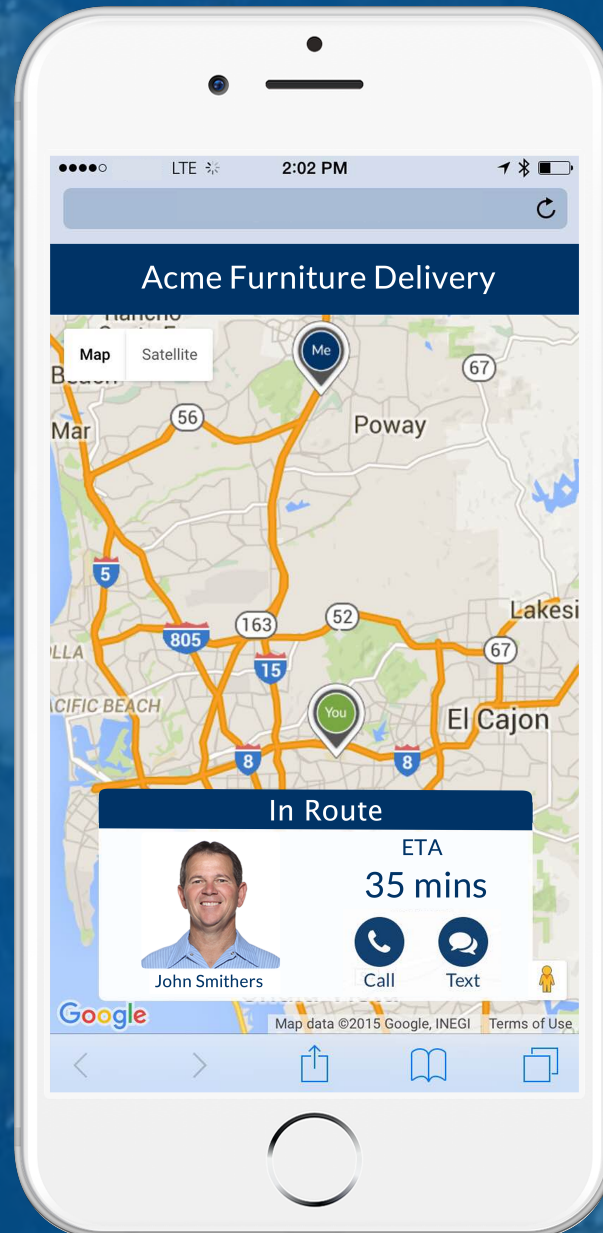 LTE 2:02 PM
Acme Furniture Delivery
Rancho
Map Satellite
Me
67
56
Mar
Poway
5
Lakesi
163
52
805
67
15
LLA
You
ACIFIC BEACH
El Cajon
8
8
In Route
ETA
35 mins
John Smithers
Call Text
Google
Map data ©2015 Google, INEGI Terms of Use